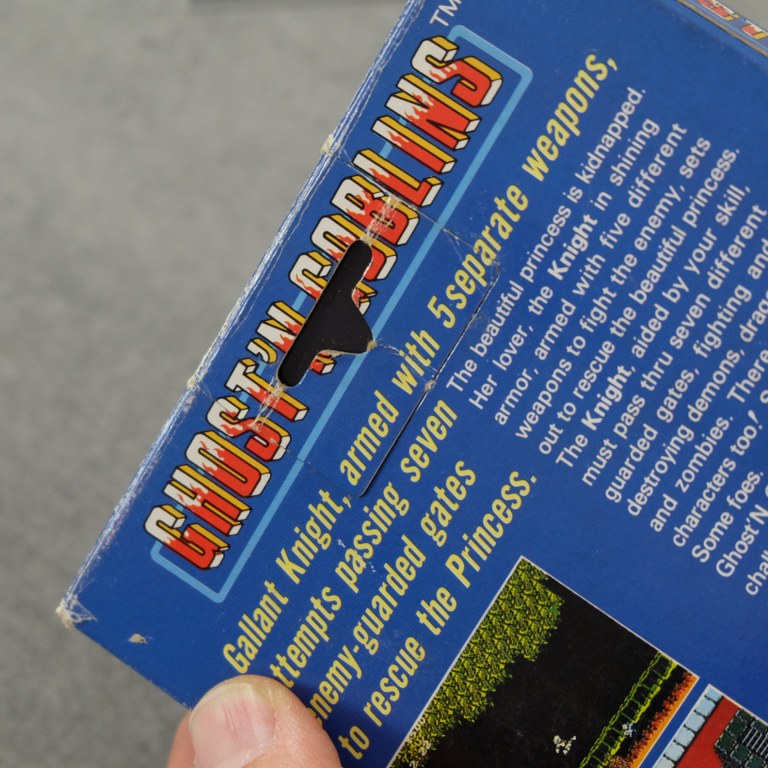 GHOST'N GOBLINS™
Gallant Knight, armed with 5 separate weapons,
attempts passing seven
enemy-guarded gates
to rescue the Princess.
The beautiful princess is kidnapped.
Her lover, the Knight in shining
armor, armed with five different
weapons to fight the enemy, sets
out to rescue the beautiful princess.
The Knight, aided by your skill,
must pass thru seven different
guarded gates, fighting and
destroying demons,
and zombies. There
characters too!
Some foes.
Ghost'N